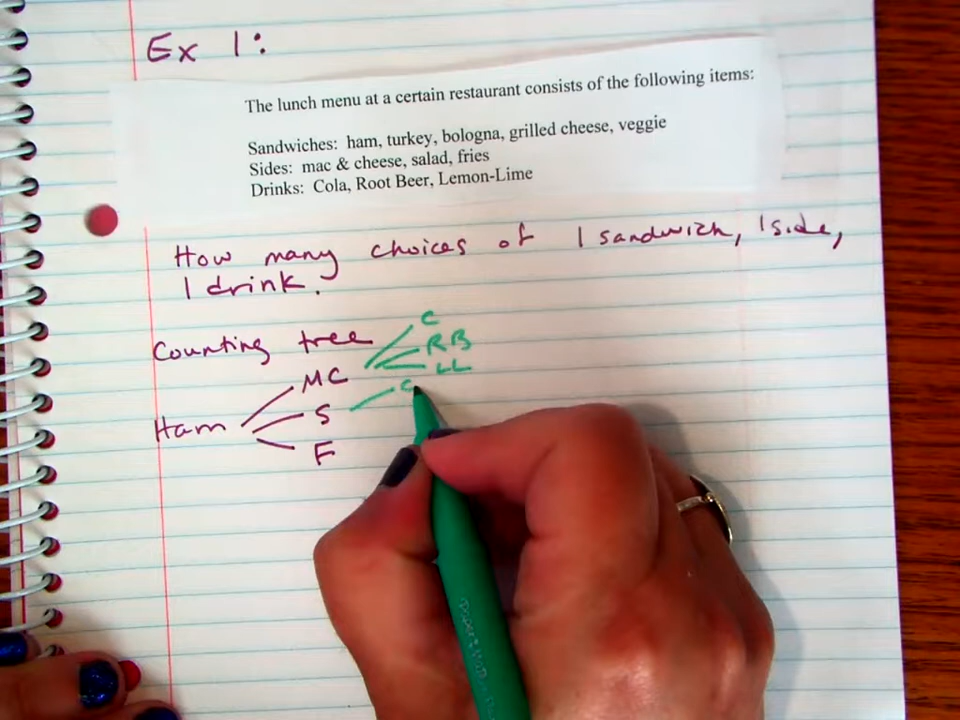 Ex 1:
The lunch menu at a certain restaurant consists of the following items:
Sandwiches: ham, turkey, bologna, grilled cheese, veggie
Sides: mac & cheese, salad, fries
Drinks: Cola, Root Beer, Lemon-Lime
How many choices of 1 sandwich, 1 side,
1 drink.
Counting tree
C
RB
LL
MC
C
Ham
S
F